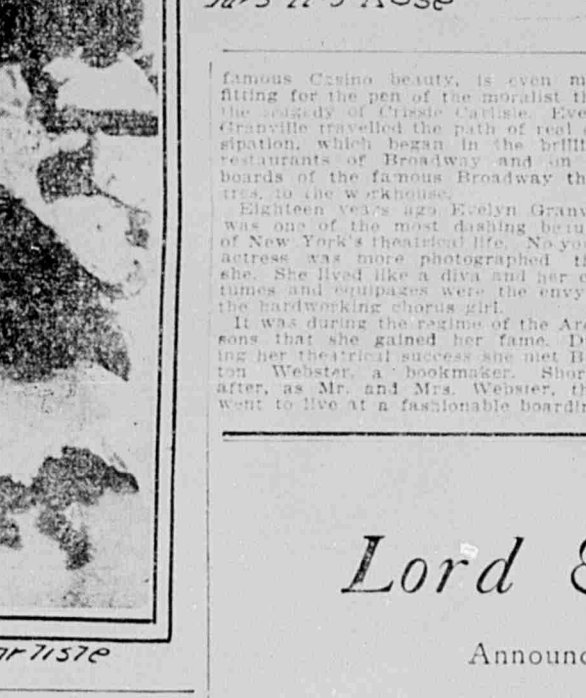 Rose
famous Casino beauty, is even m
fitting for the pen of the moralist th
the tragedy of Crissie Carlisle. Eve
Granville travelled the path of real
sipation, which began in the brilli
restaurants of Broadway and on
boards of the famous Broadway the
tres, to the workhouse.
Eighteen years ago Evelyn Gran
was one of the most dashing beau
of New York's theatrical life. No yo
actress was more photographed th
she. She lived like a diva and her c
tumes and equipages were the envy
the hardworking chorus girl.
It was during the regime of the Aro
sons that she gained her fame. D
ing her theatrical success she met B
ton Webster, a bookmaker. Shor
after, as Mr. and Mrs. Webster, th
went to live at a fashionable boardin
Lord &
Announc